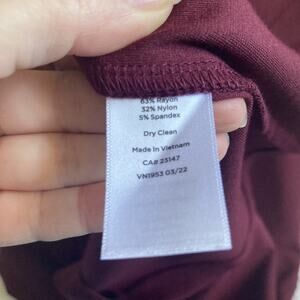 63% Rayon
32% Nylon
5% Spandex
Dry Clean
Made in Vietnam
CA# 23147
VN1953 03/22